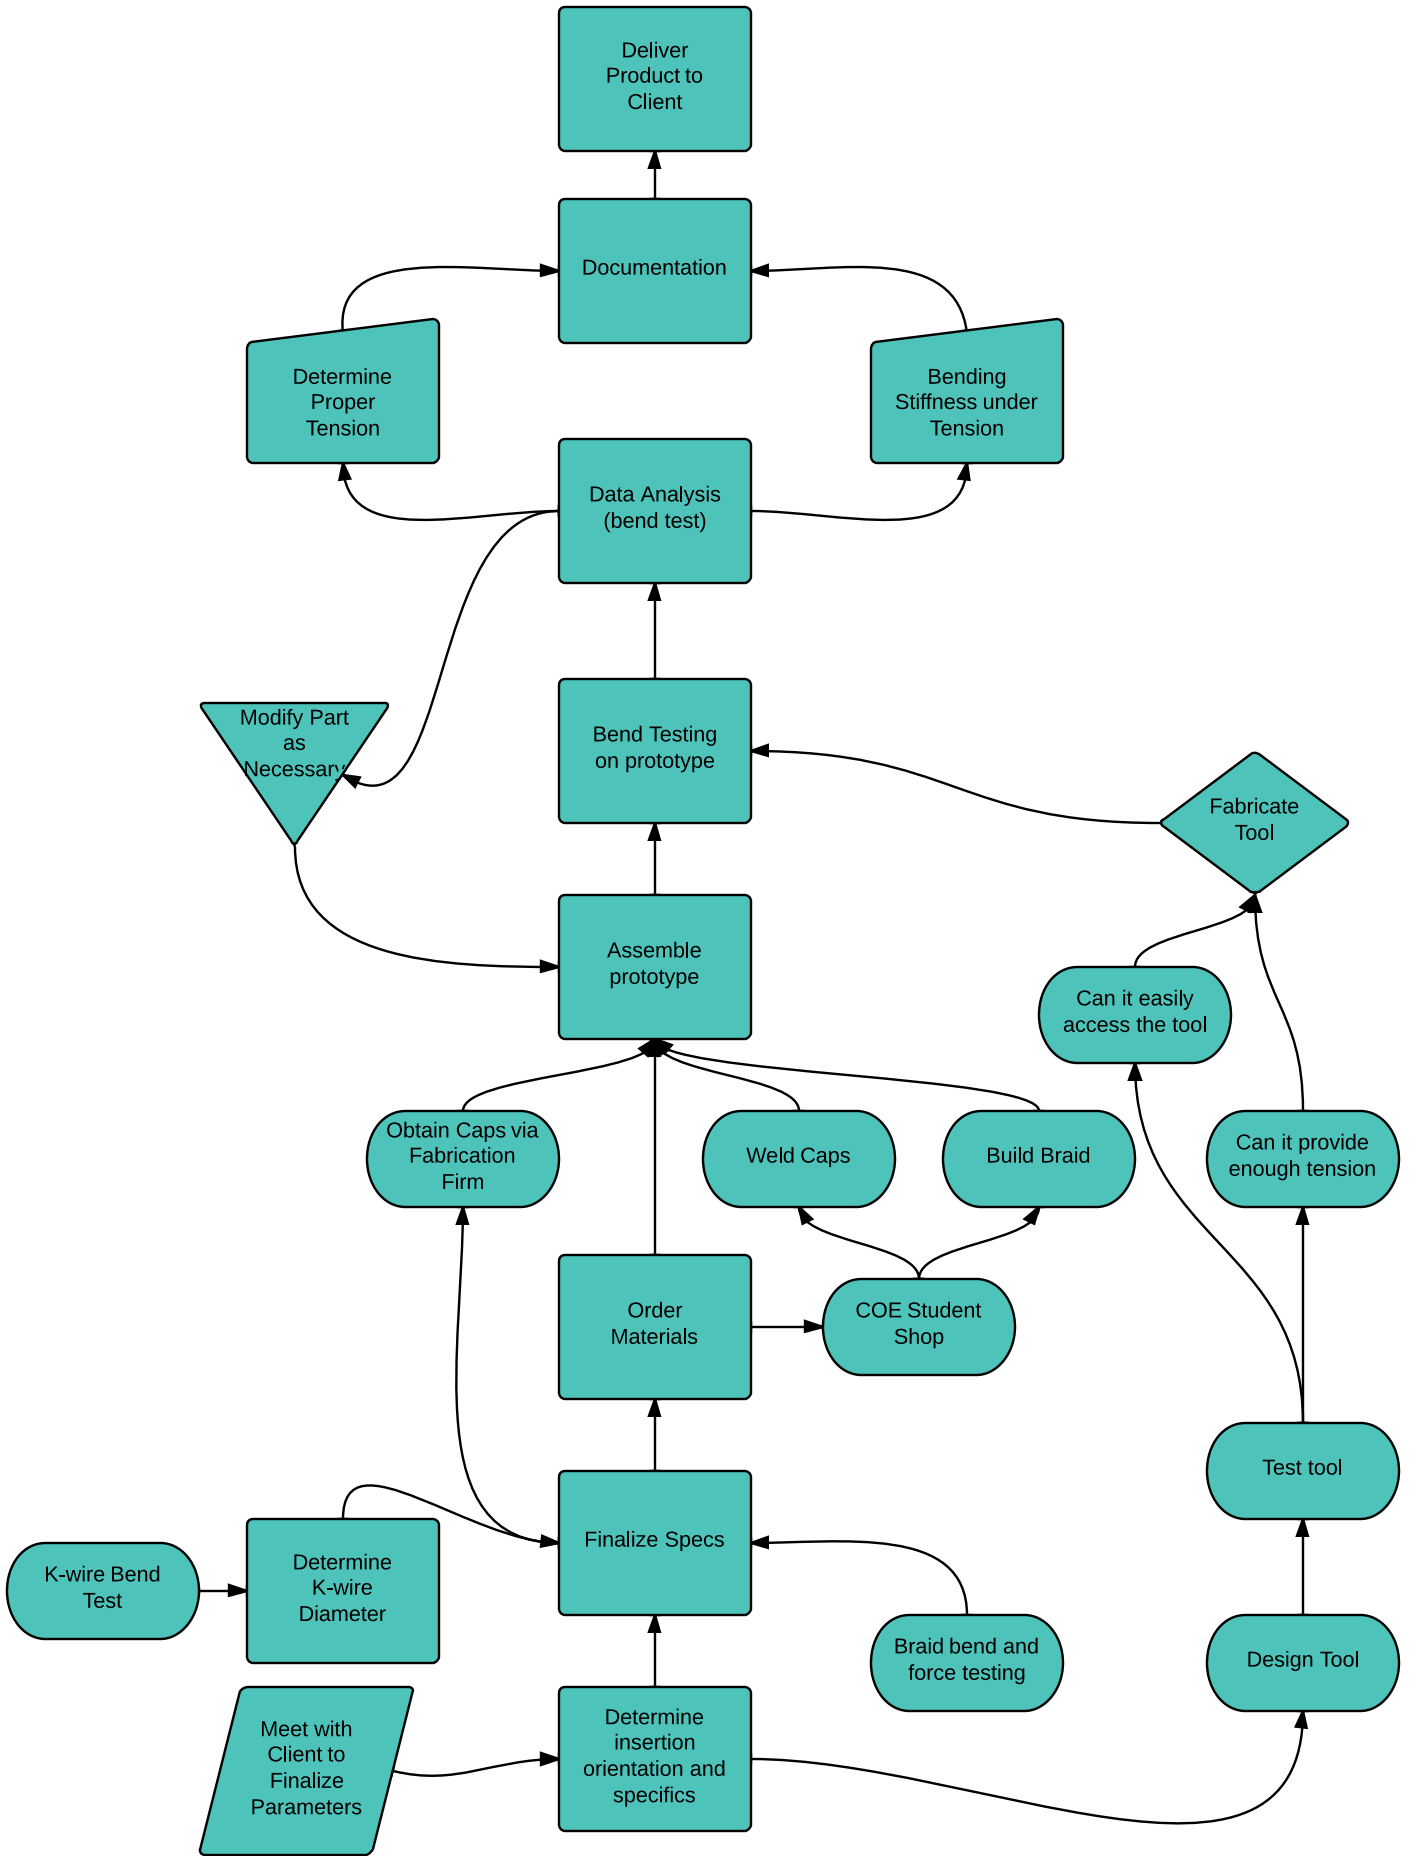 Deliver
Product to
Client
Documentation
Determine
Proper
Tension
Bending
Stiffness under
Tension
Data Analysis
(bend test)
Modify Part
as
Necessary
Bend Testing
on prototype
Fabricate
Tool
Assemble
prototype
Can it easily
access the tool
Obtain Caps via
Fabrication
Firm
Weld Caps
Build Braid
Can it provide
enough tension
Order
Materials
COE Student
Shop
Test tool
Finalize Specs
K-wire Bend
Test
Determine
K-wire
Diameter
Braid bend and
force testing
Design Tool
Meet with
Client to
Finalize
Parameters
Determine
insertion
orientation and
specifics